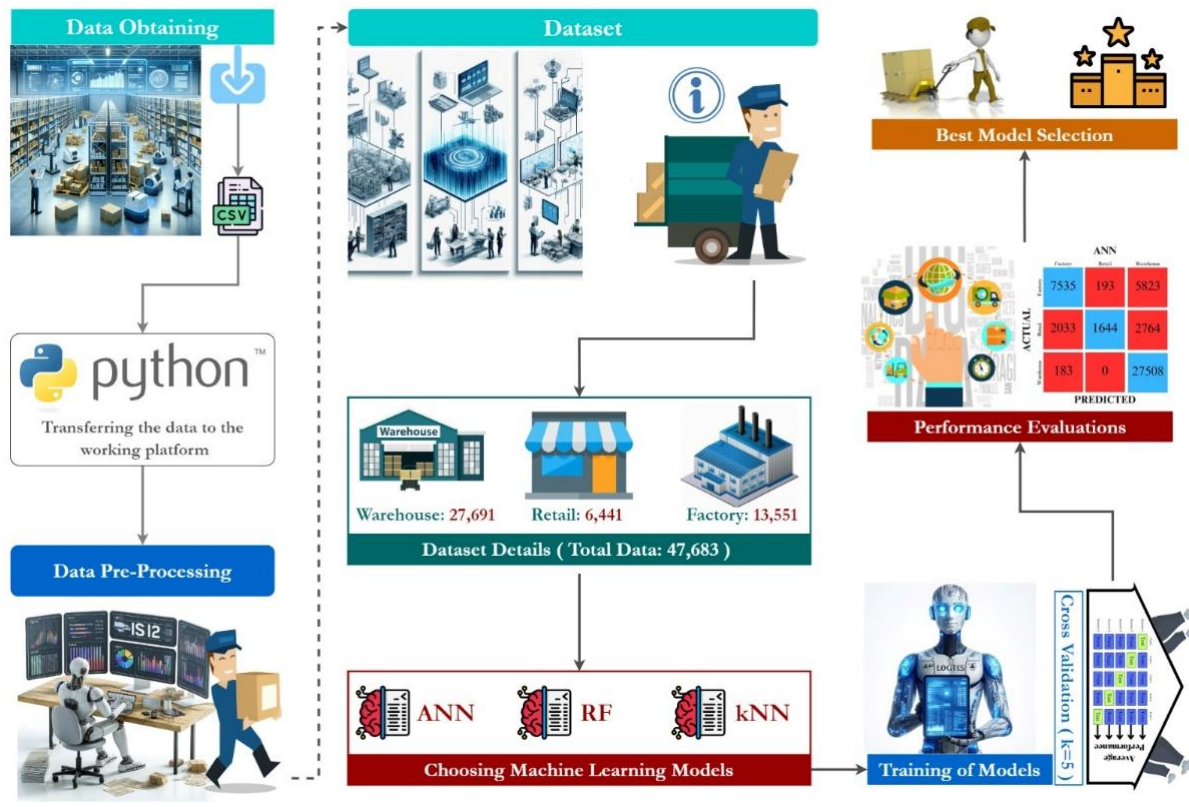 Data Obtaining
CSV
python™
Transferring the data to the
working platform
Data Pre-Processing
Dataset
Warehouse
Warehouse: 27,691
Retail: 6,441
Factory: 13,551
Dataset Details ( Total Data: 47,683 )
ANN
RF
kNN
Choosing Machine Learning Models
Training of Models
Cross Validation ( k=5 )
Average
Performance
ANN
Factory Retail Warehouse
ACTUAL
Factory 7535 193 5823
Retail 2033 1644 2764
Warehouse 183 0 27508
PREDICTED
Performance Evaluations
Best Model Selection